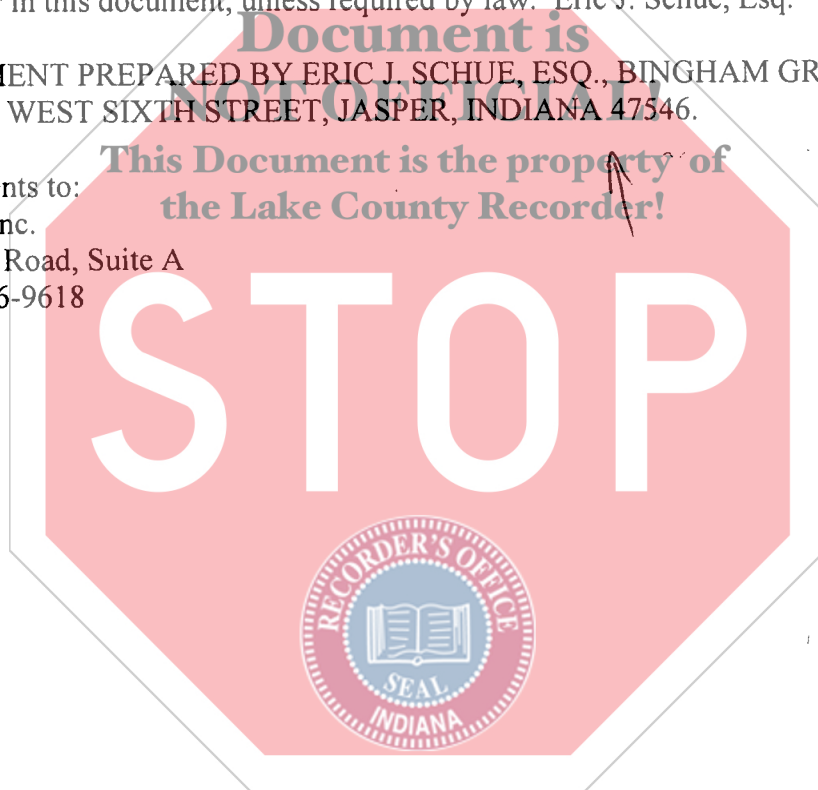 in this document, unless required by law. Eric J. Schue, Esq.
Document is
MENT PREPARED BY ERIC J. SCHUE, ESQ., BINGHAM GR
NOT OFFICIAL!
WEST SIXTH STREET, JASPER, INDIANA 47546.
This Document is the property of
nts to:
the Lake County Recorder!
nc.
Road, Suite A
6-9618
STOP
RECORDER'S OFFICE
SEAL
INDIANA